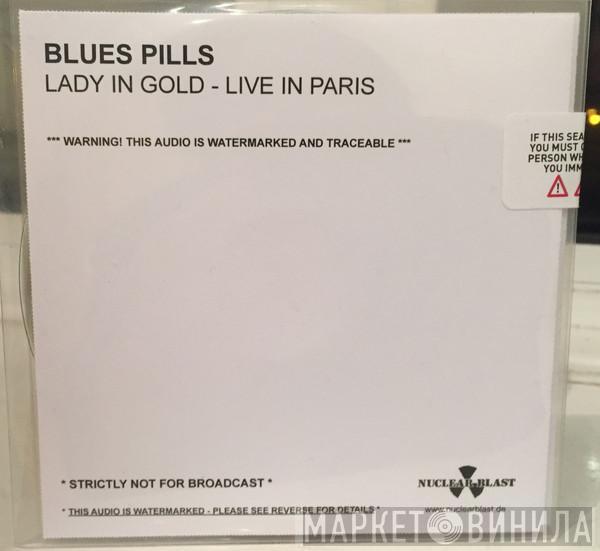 BLUES PILLS
LADY IN GOLD - LIVE IN PARIS
*** WARNING! THIS AUDIO IS WATERMARKED AND TRACEABLE ***
IF THIS SEA
YOU MUST
PERSON WH
YOU IMM
* STRICTLY NOT FOR BROADCAST *
NUCLEAR BLAST
* THIS AUDIO IS WATERMARKED - PLEASE SEE REVERSE FOR DETAILS *
www.nuclearblast.de
МАРКЕТ ВИНИЛА